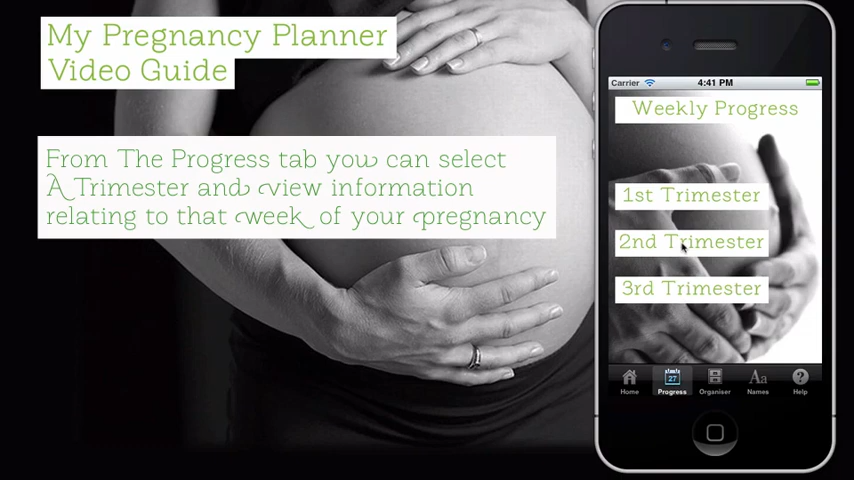 My Pregnancy Planner
Video Guide
From The Progress tab you can select
A Trimester and view information
relating to that week of your pregnancy
Carrier 4:41 PM
Weekly Progress
1st Trimester
2nd Trimester
3rd Trimester
27
Home Progress Organiser Names Help
Aa
?